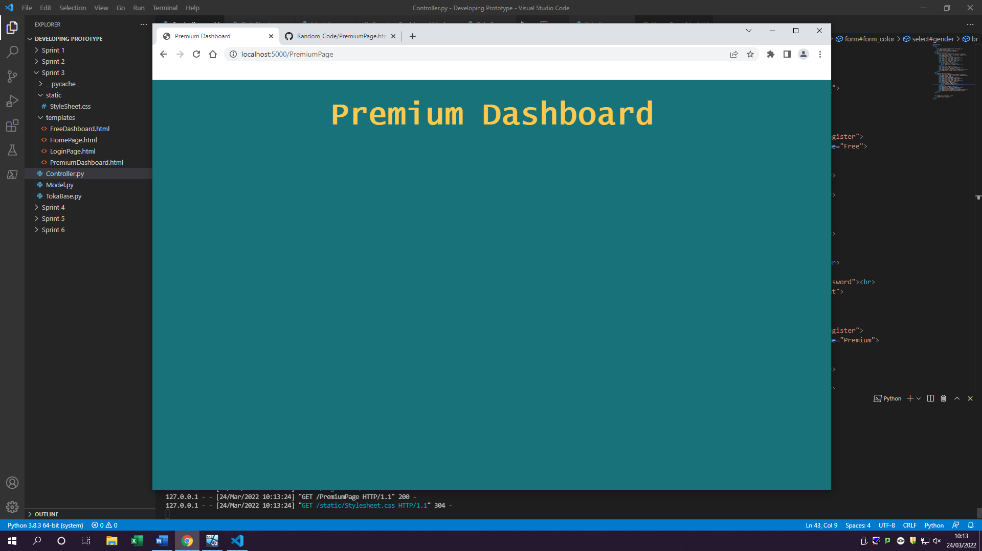 File Edit Selection View Go Run Terminal Help
Controller.py - Developing Prototype - Visual Studio Code
EXPLORER
DEVELOPING PROTOTYPE
Sprint 1
Sprint 2
Sprint 3
__pycache__
static
StyleSheet.css
templates
FreeDashboard.html
HomePage.html
LoginPage.html
PremiumDashboard.html
Controller.py
Model.py
TokaBase.py
Sprint 4
Sprint 5
Sprint 6
OUTLINE
Premium Dashboard
Random_Code/PremiumPage.ht
localhost:5000/PremiumPage
Premium Dashboard
form#form_color > select#gender
egister">
e="Free">
sword"><br>
t">
egister">
e="Premium">
Python
127.0.0.1 - - [24/Mar/2022 10:13:24] "GET /PremiumPage HTTP/1.1" 200 -
127.0.0.1 - - [24/Mar/2022 10:13:24] "GET /static/Stylesheet.css HTTP/1.1" 304 -
Python 3.8.3 64-bit (system) 0 0
Ln 43, Col 9 Spaces: 4 UTF-8 CRLF Python
10:13
24/03/2022